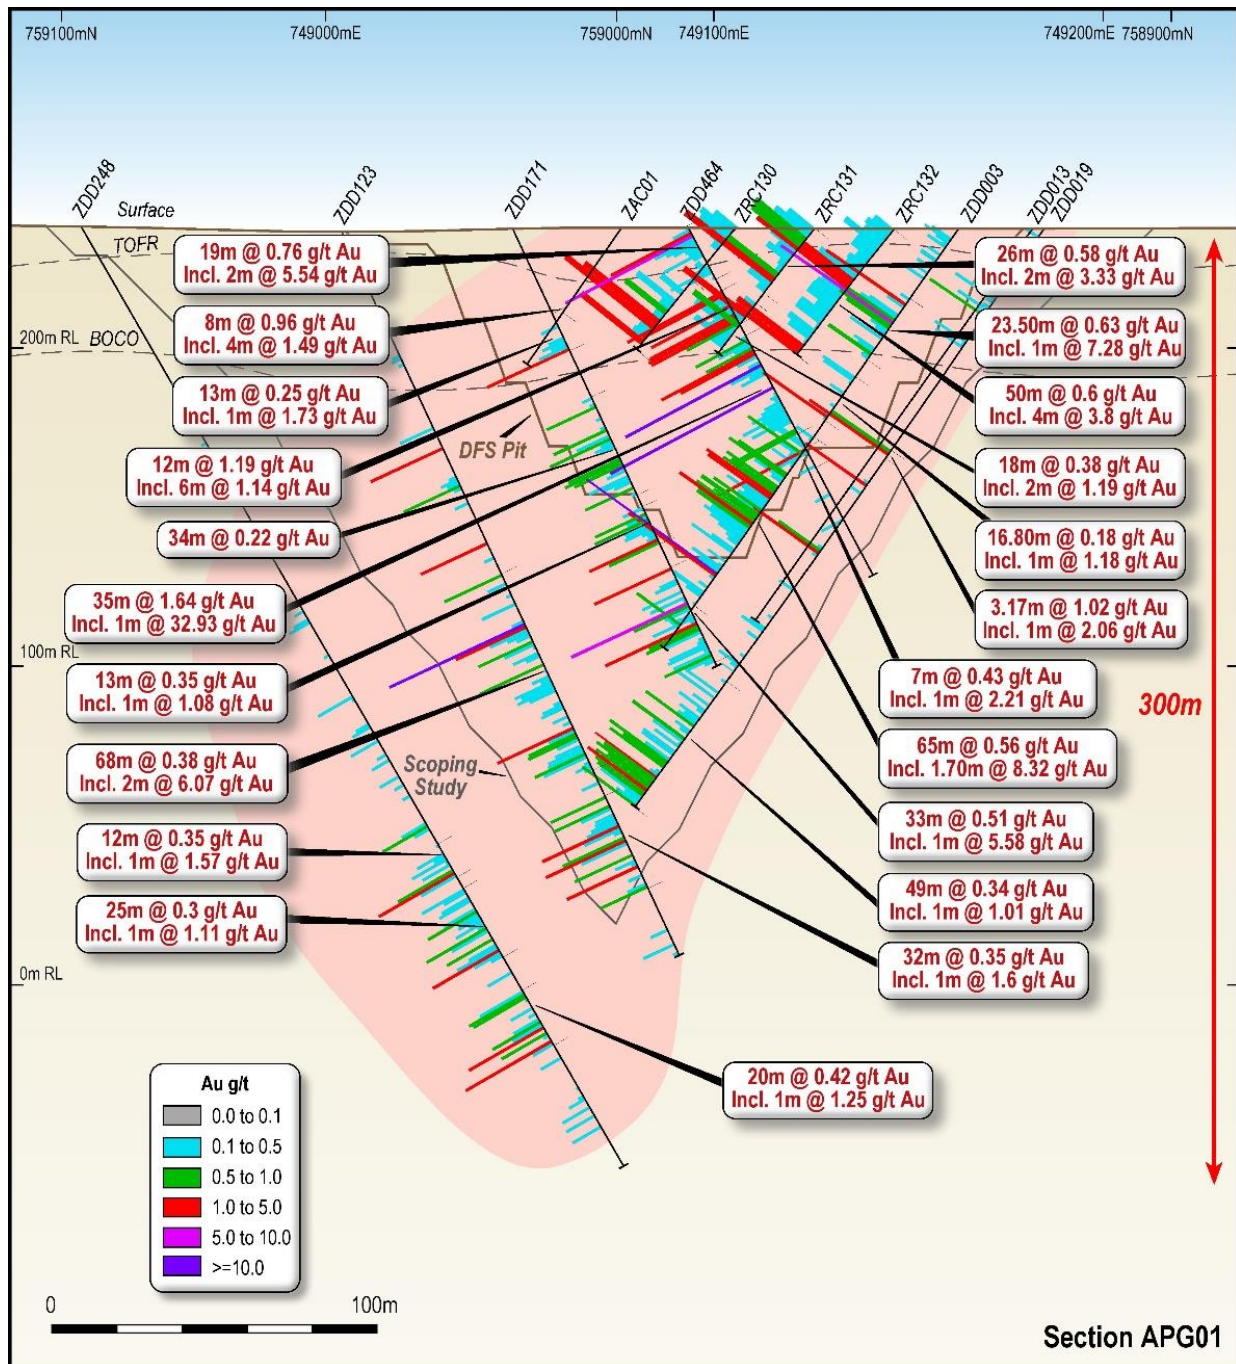 759100mN
749000mE
759000mN
749100mE
749200mE
758900mN
ZDD248
ZDD123
ZDD171
ZAC01
ZDD464
ZRC130
ZRC131
ZRC132
ZDD003
ZDD013
ZDD019
Surface
TOFR
BOCO
200m RL
100m RL
0m RL
19m @ 0.76 g/t Au
Incl. 2m @ 5.54 g/t Au
8m @ 0.96 g/t Au
Incl. 4m @ 1.49 g/t Au
13m @ 0.25 g/t Au
Incl. 1m @ 1.73 g/t Au
12m @ 1.19 g/t Au
Incl. 6m @ 1.14 g/t Au
34m @ 0.22 g/t Au
35m @ 1.64 g/t Au
Incl. 1m @ 32.93 g/t Au
13m @ 0.35 g/t Au
Incl. 1m @ 1.08 g/t Au
68m @ 0.38 g/t Au
Incl. 2m @ 6.07 g/t Au
12m @ 0.35 g/t Au
Incl. 1m @ 1.57 g/t Au
25m @ 0.3 g/t Au
Incl. 1m @ 1.11 g/t Au
DFS Pit
Scoping
Study
26m @ 0.58 g/t Au
Incl. 2m @ 3.33 g/t Au
23.50m @ 0.63 g/t Au
Incl. 1m @ 7.28 g/t Au
50m @ 0.6 g/t Au
Incl. 4m @ 3.8 g/t Au
18m @ 0.38 g/t Au
Incl. 2m @ 1.19 g/t Au
16.80m @ 0.18 g/t Au
Incl. 1m @ 1.18 g/t Au
3.17m @ 1.02 g/t Au
Incl. 1m @ 2.06 g/t Au
7m @ 0.43 g/t Au
Incl. 1m @ 2.21 g/t Au
65m @ 0.56 g/t Au
Incl. 1.70m @ 8.32 g/t Au
33m @ 0.51 g/t Au
Incl. 1m @ 5.58 g/t Au
49m @ 0.34 g/t Au
Incl. 1m @ 1.01 g/t Au
32m @ 0.35 g/t Au
Incl. 1m @ 1.6 g/t Au
20m @ 0.42 g/t Au
Incl. 1m @ 1.25 g/t Au
300m
Au g/t
0.0 to 0.1
0.1 to 0.5
0.5 to 1.0
1.0 to 5.0
5.0 to 10.0
>=10.0
0
100m
Section APG01